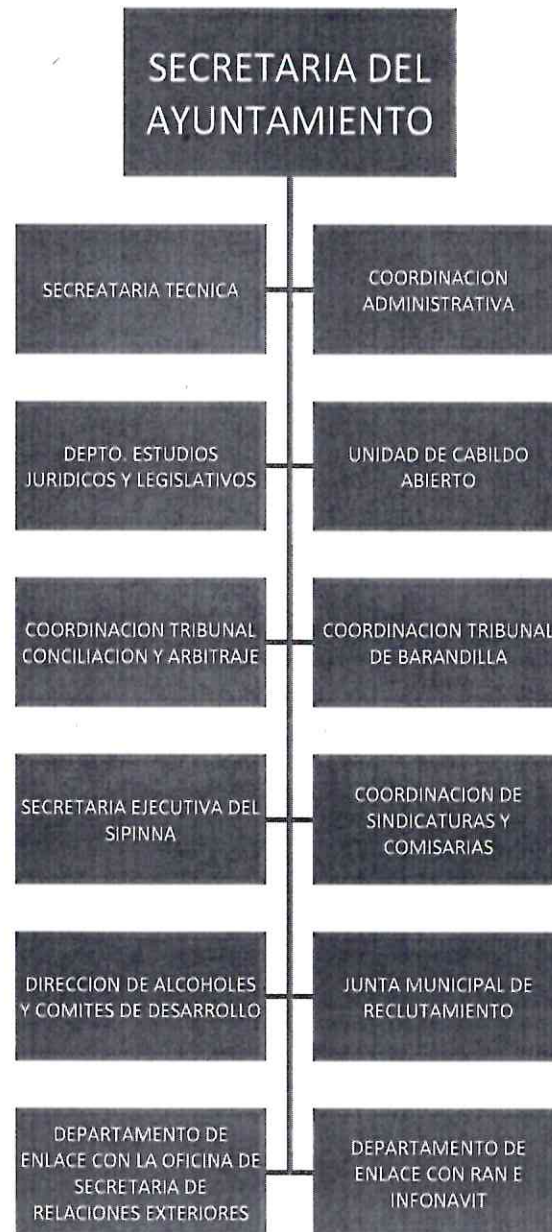 SECRETARIA DEL
AYUNTAMIENTO
SECREATARIA TECNICA
COORDINACION
ADMINISTRATIVA
DEPTO. ESTUDIOS
JURIDICOS Y LEGISLATIVOS
UNIDAD DE CABILDO
ABIERTO
COORDINACION TRIBUNAL
CONCILIACION Y ARBITRAJE
COORDINACION TRIBUNAL
DE BARANDILLA
SECRETARIA EJECUTIVA DEL
SIPINNA
COORDINACION DE
SINDICATURAS Y
COMISARIAS
DIRECCION DE ALCOHOLES
Y COMITES DE DESARROLLO
JUNTA MUNICIPAL DE
RECLUTAMIENTO
DEPARTAMENTO DE
ENLACE CON LA OFICINA DE
SECRETARIA DE
RELACIONES EXTERIORES
DEPARTAMENTO DE
ENLACE CON RAN E
INFONAVIT